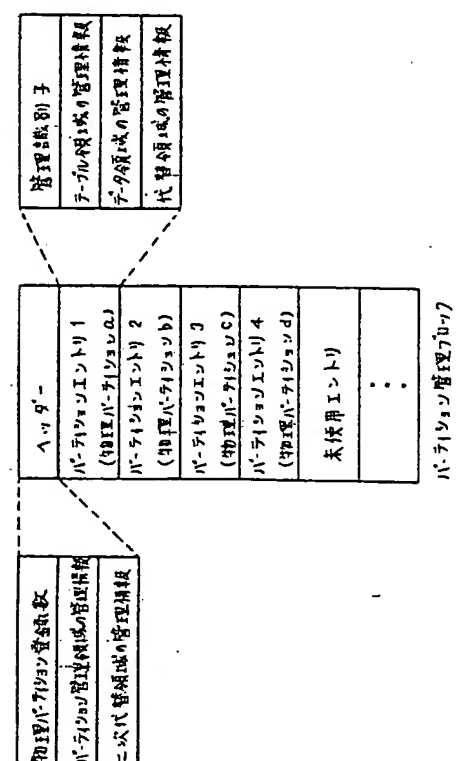 管理識別子
テーブル領域の管理情報
データ領域の管理情報
代替領域の管理情報
ヘッダー
パーティションエントリ1
(物理パーティションa)
パーティションエントリ2
(物理パーティションb)
パーティションエントリ3
(物理パーティションc)
パーティションエントリ4
(物理パーティションd)
未使用エントリ
パーティション管理ブロック
物理パーティション登録数
パーティション管理領域の管理情報
二次代替領域の管理情報